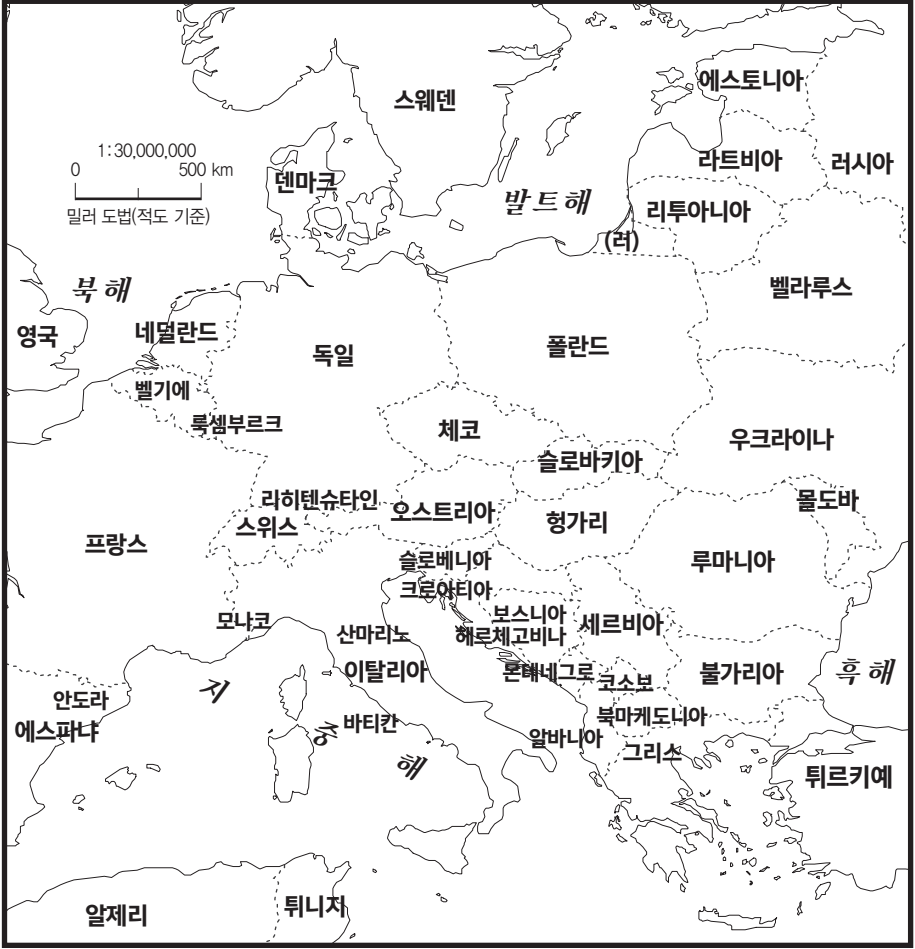 에스토니아
스웨덴
1:30,000,000
0 500 km
밀러 도법(적도 기준)
라트비아
러시아
덴마크
발트해
리투아니아
(러)
북해
벨라루스
영국
네덜란드
독일
폴란드
벨기에
룩셈부르크
체코
우크라이나
슬로바키아
리히텐슈타인
오스트리아
몰도바
스위스
헝가리
프랑스
슬로베니아
루마니아
크로아티아
모나코
보스니아
헤르체고비나
세르비아
산마리노
이탈리아
몬테네그로
코소보
불가리아
흑해
지
중
해
안도라
에스파냐
바티칸
북마케도니아
알바니아
그리스
튀르키예
알제리
튀니지